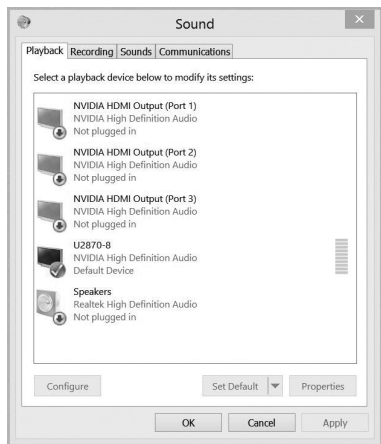 Sound
Playback Recording Sounds Communications
Select a playback device below to modify its settings:
NVIDIA HDMI Output (Port 1)
NVIDIA High Definition Audio
Not plugged in
NVIDIA HDMI Output (Port 2)
NVIDIA High Definition Audio
Not plugged in
NVIDIA HDMI Output (Port 3)
NVIDIA High Definition Audio
Not plugged in
U2870-8
NVIDIA High Definition Audio
Default Device
Speakers
Realtek High Definition Audio
Not plugged in
Configure Set Default Properties
OK Cancel Apply